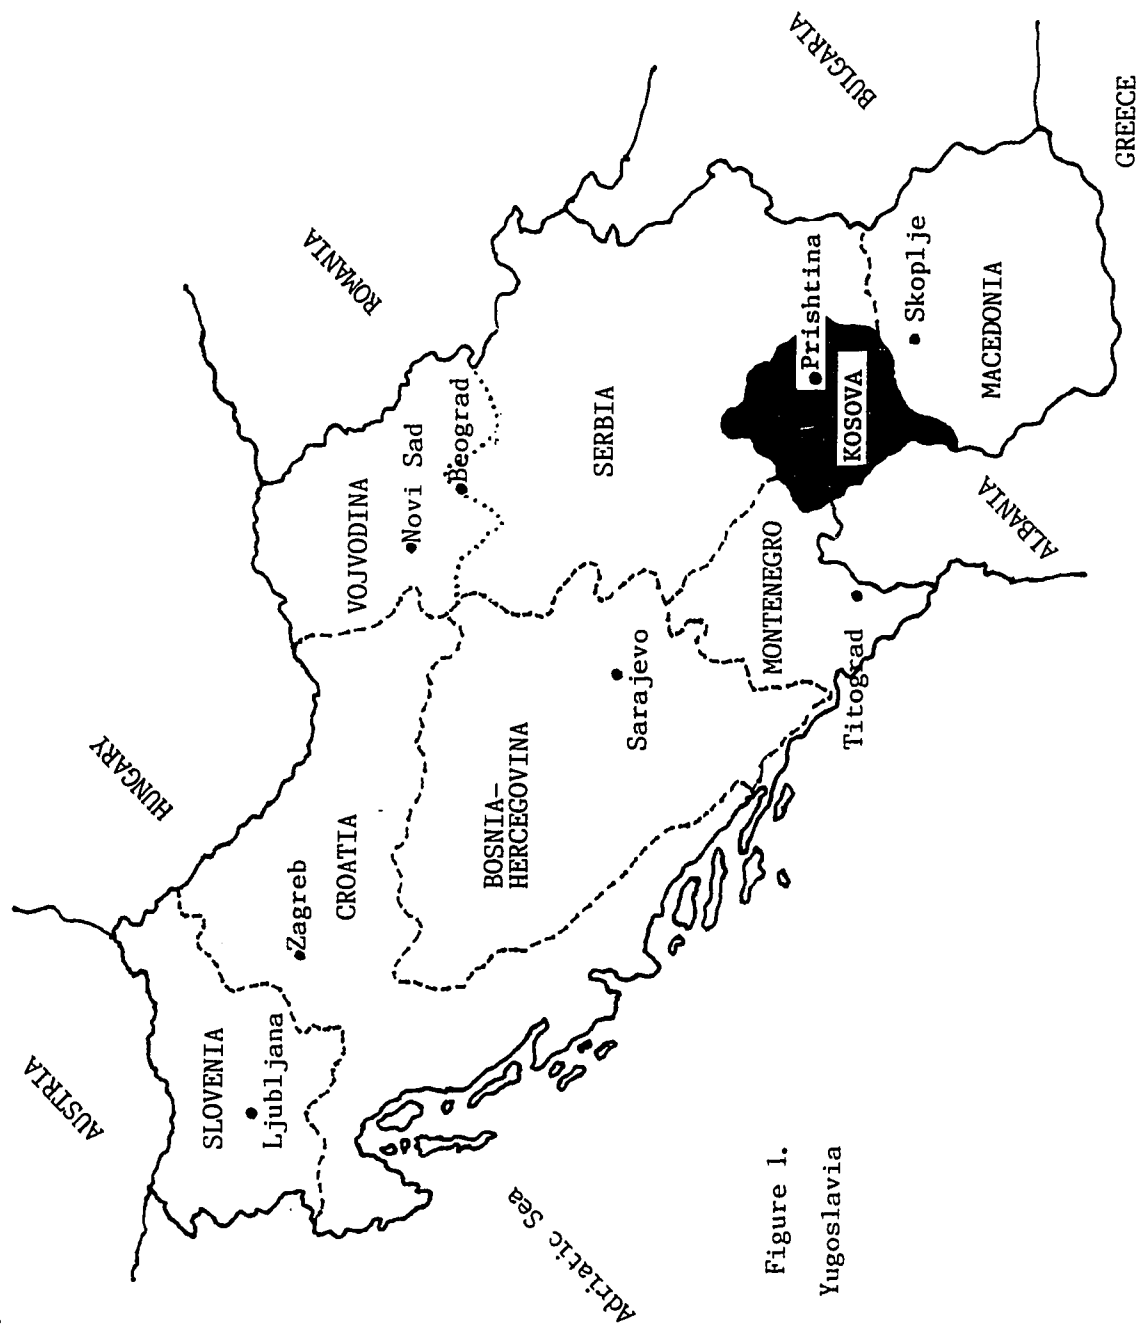 AUSTRIA
HUNGARY
ROMANIA
BULGARIA
GREECE
ALBANIA
Adriatic Sea
SLOVENIA
Ljubljana
Zagreb
CROATIA
VOJVODINA
Novi Sad
Beograd
BOSNIA-
HERCEGOVINA
Sarajevo
SERBIA
MONTENEGRO
Titograd
Prishtina
KOSOVA
Skoplje
MACEDONIA
Figure 1.
Yugoslavia